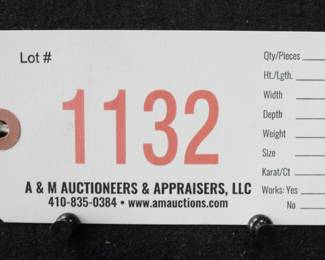 Lot #
1132
A & M AUCTIONEERS & APPRAISERS, LLC
410-835-0384 • www.amauctions.com
Qty/Pieces
Ht./Lgth.
Width
Depth
Weight
Size
Karat/Ct
Works: Yes
No